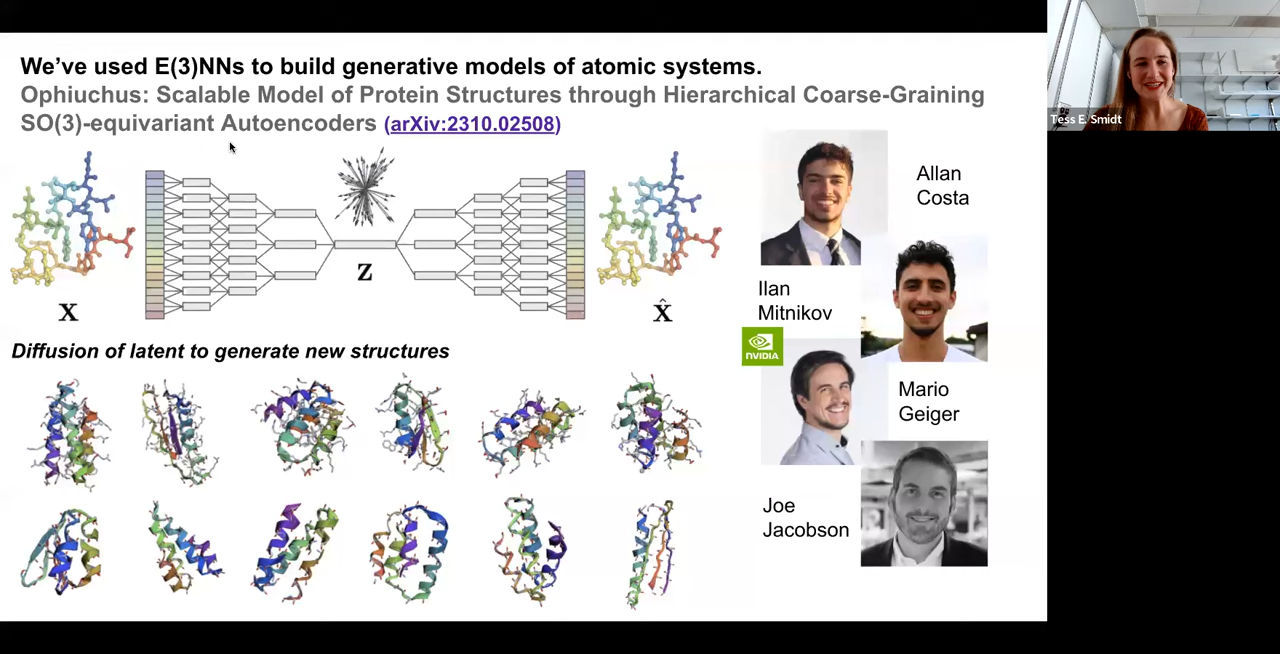 We've used E(3)NNs to build generative models of atomic systems.
Ophiuchus: Scalable Model of Protein Structures through Hierarchical Coarse-Graining
SO(3)-equivariant Autoencoders (arXiv:2310.02508)
Tess E. Smidt
Allan
Costa
Z
X
X̂
Ilan
Mitnikov
NVIDIA
Diffusion of latent to generate new structures
Mario
Geiger
Joe
Jacobson